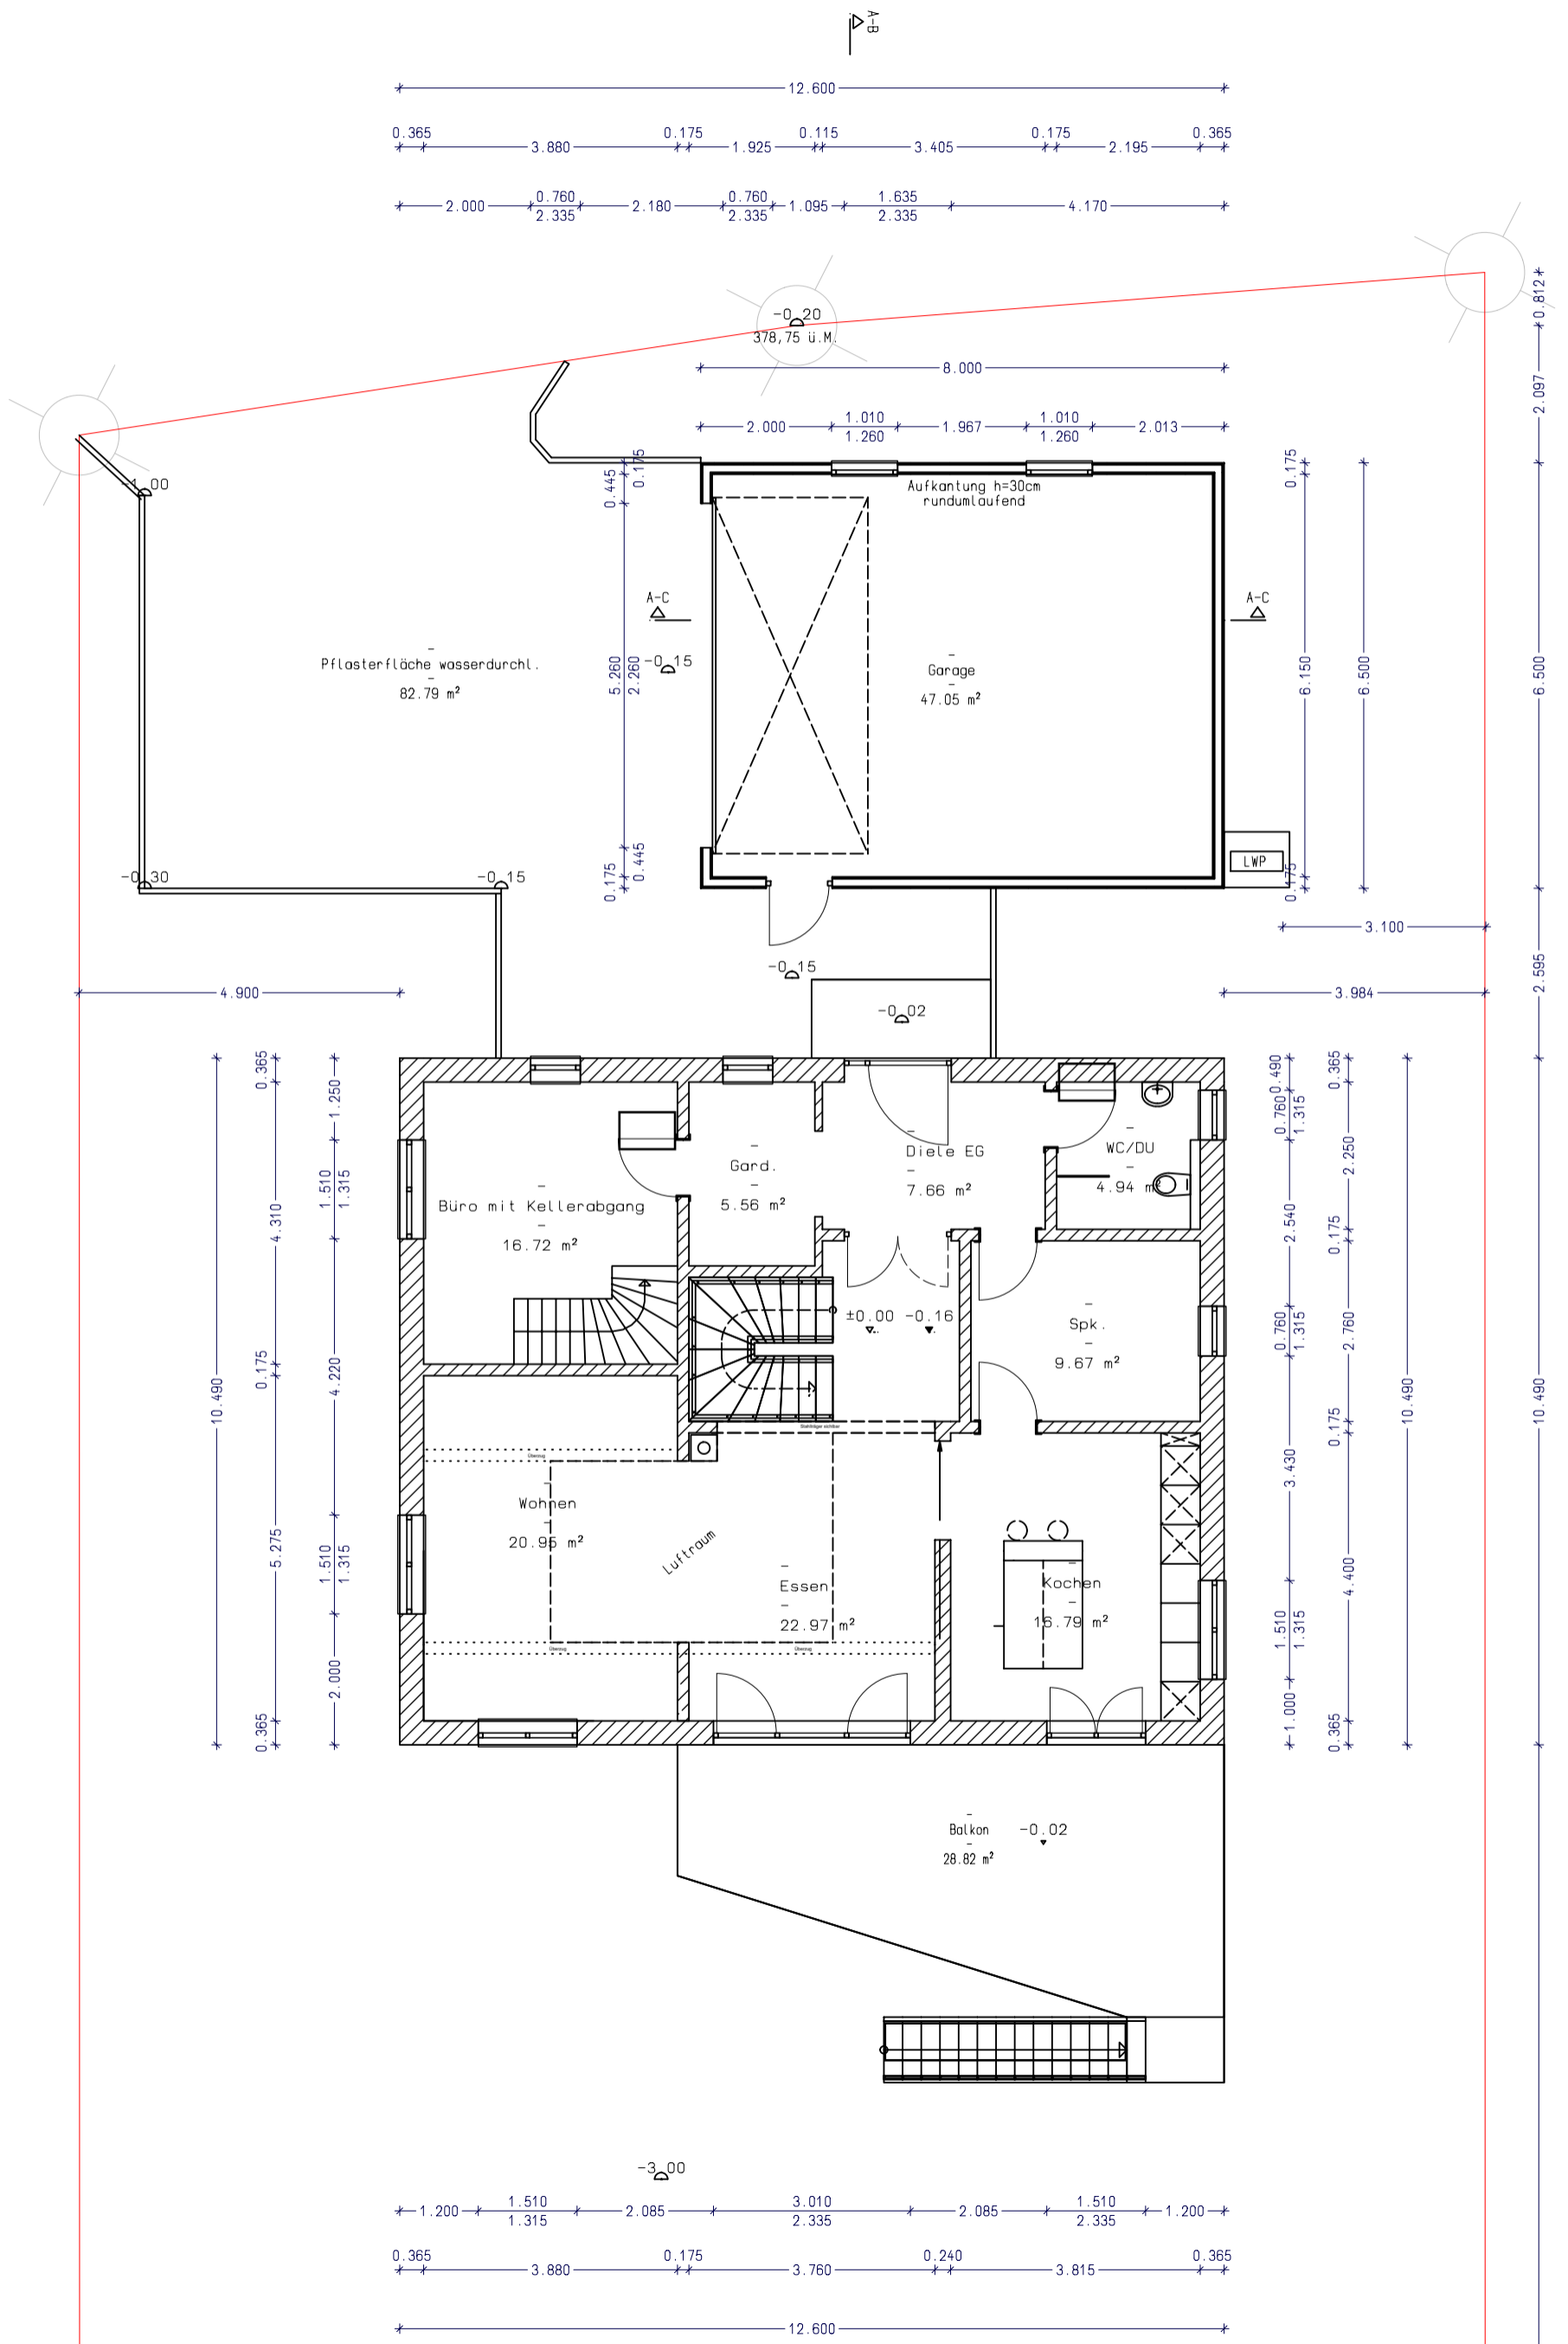 A-B
12.600
0.365 0.175 0.115 0.175 0.365
3.880 1.925 3.405 2.195
0.760 0.760 1.635
2.000 2.180 1.095 4.170
2.335 2.335 2.335
0.812
-0.20
378,75 ü.M.
2.097
8.000
1.010 1.010
2.000 1.967 2.013
1.260 1.260
0.175
0.445
0.175
-1.00
Aufkantung h=30cm
rundumlaufend
A-C
A-C
-0.15
Pflasterfläche wasserdurchl.
82.79 m²
5.260
2.260
Garage
47.05 m²
6.150
6.500
6.500
LWP
0.175
0.445
0.175
-0.30
-0.15
3.100
-0.15
4.900
3.984
2.595
-0.02
0.365
1.250
0.490
0.365
0.760
1.315
1.510
1.315
4.310
Diele EG
7.66 m²
WC/DU
4.94 m²
Gard.
5.56 m²
Büro mit Kellerabgang
16.72 m²
2.250
2.540
0.175
±0.00 -0.16
Spk.
9.67 m²
0.760
1.315
2.760
0.175
4.220
10.490
10.490
10.490
0.175
Stahlträger sichtbar
Überzug
3.430
Wohnen
20.95 m²
Luftraum
Essen
22.97 m²
Kochen
16.79 m²
5.275
1.510
1.315
4.400
1.510
1.315
Überzug
Überzug
2.000
1.000
0.365
0.365
Balkon -0.02
28.82 m²
-3.00
1.510 3.010 1.510
1.200 2.085 2.085 1.200
1.315 2.335 2.335
0.365 0.175 0.240 0.365
3.880 3.760 3.815
12.600